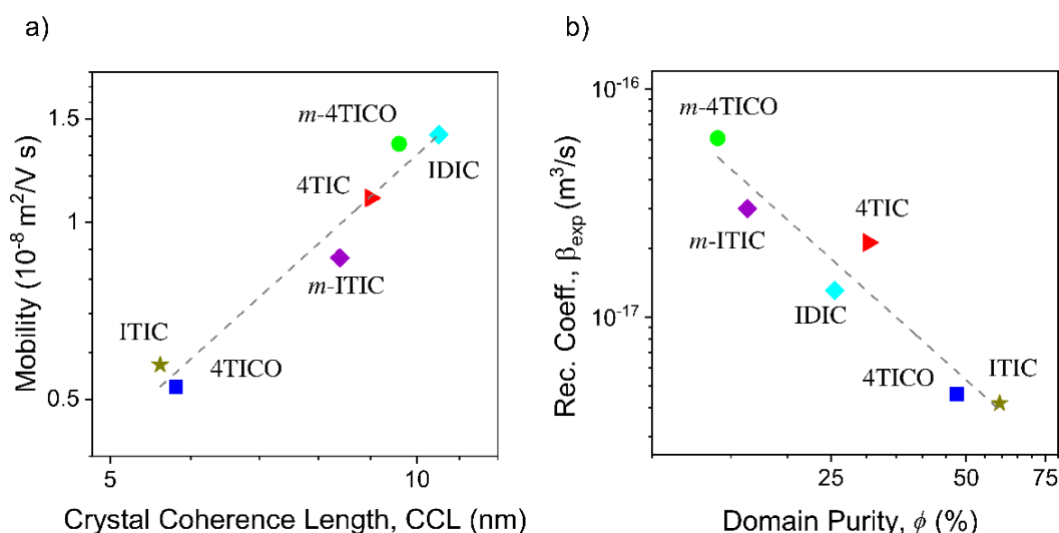 a)
Mobility (10⁻⁸ m²/V s)
1.5
1
0.5
m-4TICO
IDIC
4TIC
m-ITIC
ITIC
4TICO
5
10
Crystal Coherence Length, CCL (nm)
b)
Rec. Coeff., βexp (m³/s)
10⁻¹⁶
10⁻¹⁷
m-4TICO
4TIC
m-ITIC
IDIC
ITIC
4TICO
25
50
75
Domain Purity, ϕ (%)